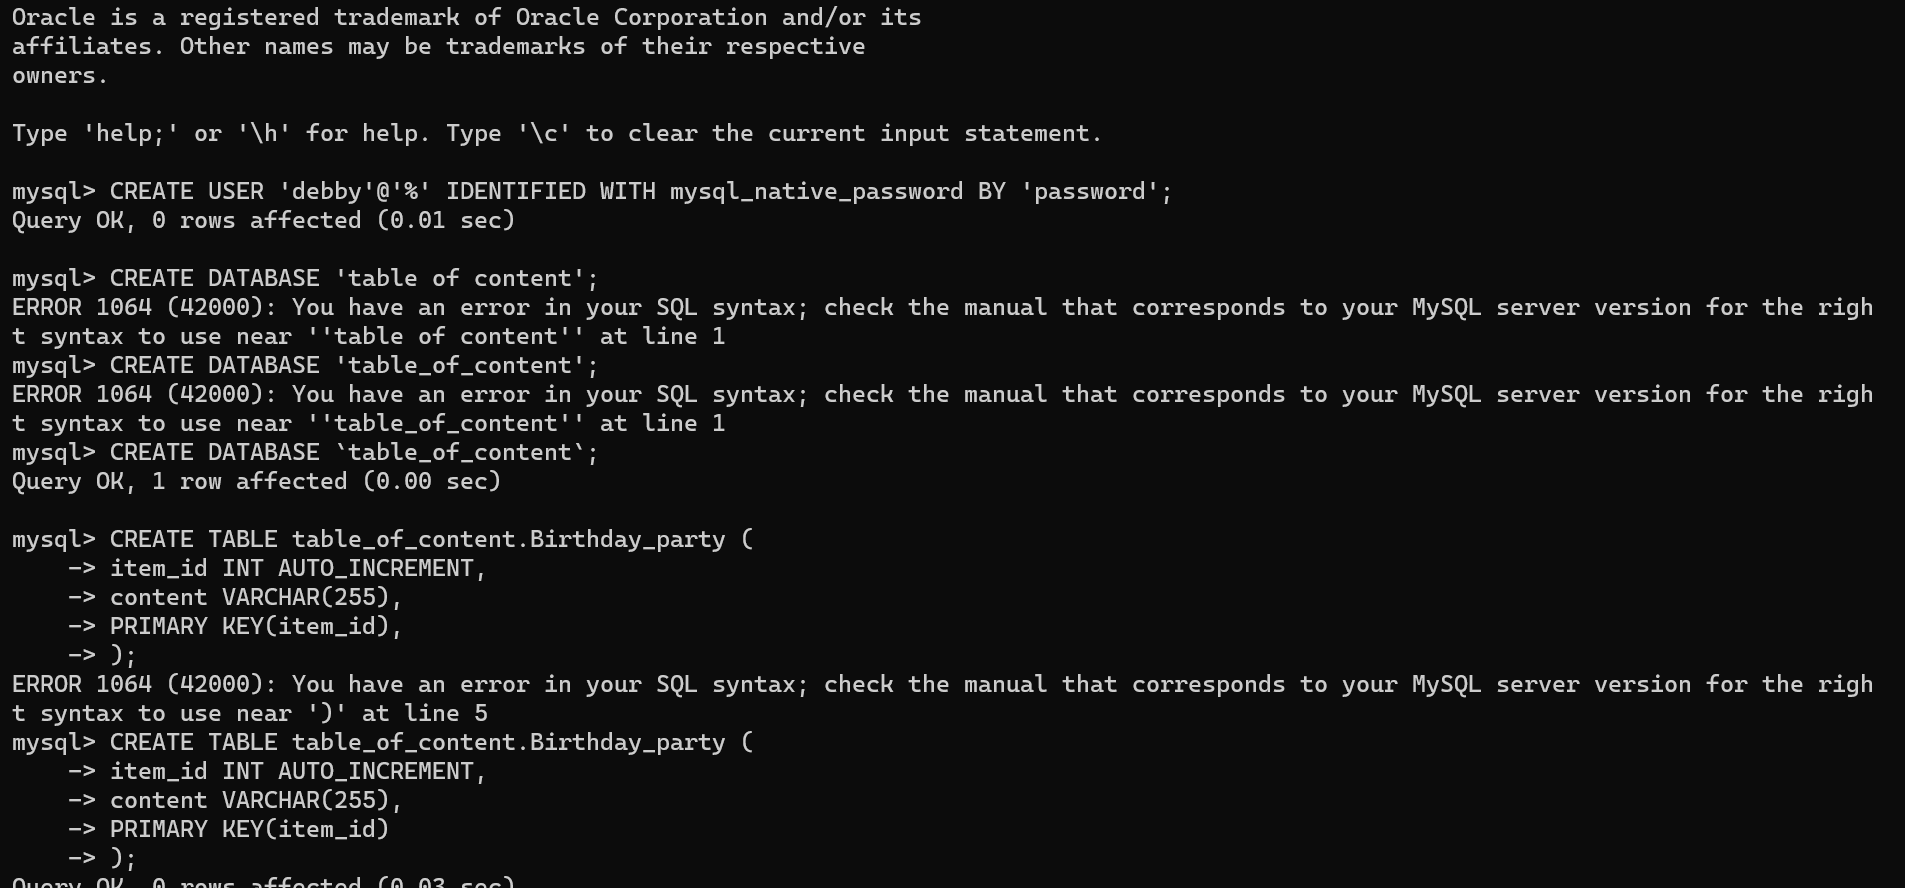 Oracle is a registered trademark of Oracle Corporation and/or its
affiliates. Other names may be trademarks of their respective
owners.
Type 'help;' or '\h' for help. Type '\c' to clear the current input statement.
mysql> CREATE USER 'debby'@'%' IDENTIFIED WITH mysql_native_password BY 'password';
Query OK, 0 rows affected (0.01 sec)
mysql> CREATE DATABASE 'table of content';
ERROR 1064 (42000): You have an error in your SQL syntax; check the manual that corresponds to your MySQL server version for the righ
t syntax to use near ''table of content'' at line 1
mysql> CREATE DATABASE 'table_of_content';
ERROR 1064 (42000): You have an error in your SQL syntax; check the manual that corresponds to your MySQL server version for the righ
t syntax to use near ''table_of_content'' at line 1
mysql> CREATE DATABASE `table_of_content`;
Query OK, 1 row affected (0.00 sec)
mysql> CREATE TABLE table_of_content.Birthday_party (
    -> item_id INT AUTO_INCREMENT,
    -> content VARCHAR(255),
    -> PRIMARY KEY(item_id),
    -> );
ERROR 1064 (42000): You have an error in your SQL syntax; check the manual that corresponds to your MySQL server version for the righ
t syntax to use near ')' at line 5
mysql> CREATE TABLE table_of_content.Birthday_party (
    -> item_id INT AUTO_INCREMENT,
    -> content VARCHAR(255),
    -> PRIMARY KEY(item_id)
    -> );
Query OK, 0 rows affected (0.03 sec)